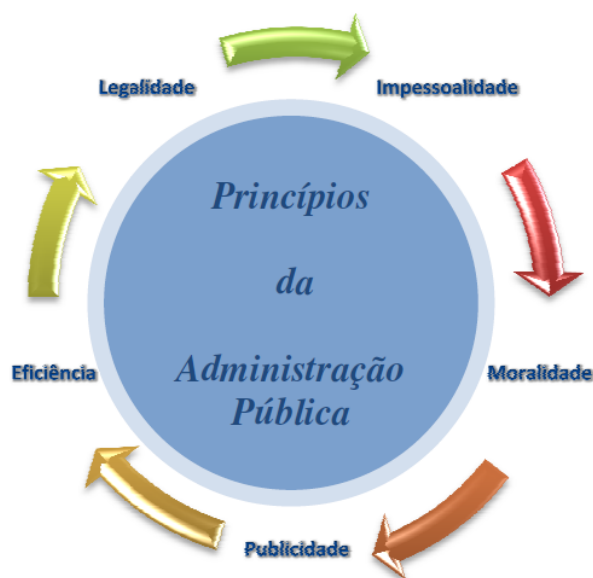 Legalidade
Impessoalidade
Princípios
da
Administração
Pública
Eficiência
Moralidade
Publicidade